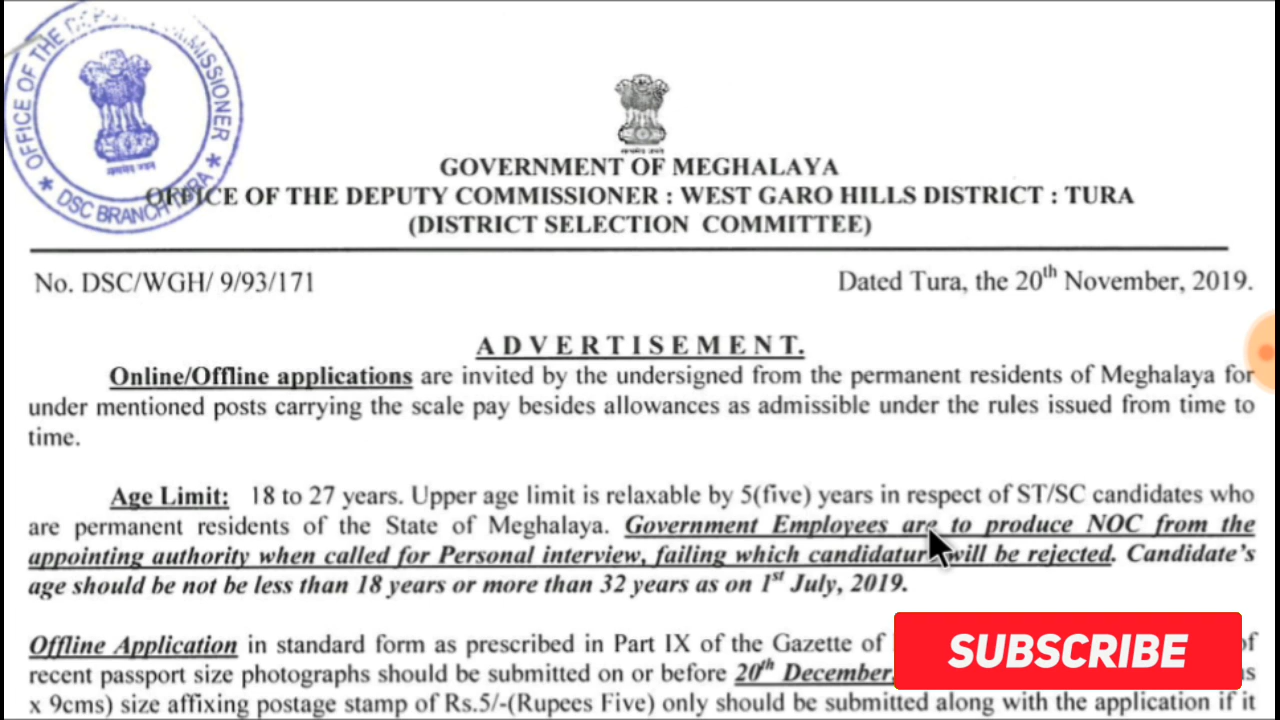 OFFICE OF THE DEPUTY COMMISSIONER
★ DSC BRANCH TURA ★
GOVERNMENT OF MEGHALAYA
OFFICE OF THE DEPUTY COMMISSIONER : WEST GARO HILLS DISTRICT : TURA
(DISTRICT SELECTION COMMITTEE)
No. DSC/WGH/ 9/93/171
Dated Tura, the 20th November, 2019.
ADVERTISEMENT.
Online/Offline applications are invited by the undersigned from the permanent residents of Meghalaya for
under mentioned posts carrying the scale pay besides allowances as admissible under the rules issued from time to
time.
Age Limit: 18 to 27 years. Upper age limit is relaxable by 5(five) years in respect of ST/SC candidates who
are permanent residents of the State of Meghalaya. Government Employees are to produce NOC from the
appointing authority when called for Personal interview, failing which candidatur will be rejected. Candidate's
age should be not be less than 18 years or more than 32 years as on 1st July, 2019.
Offline Application in standard form as prescribed in Part IX of the Gazette of of
recent passport size photographs should be submitted on or before 20th December,
x 9cms) size affixing postage stamp of Rs.5/-(Rupees Five) only should be submitted along with the application if it
SUBSCRIBE